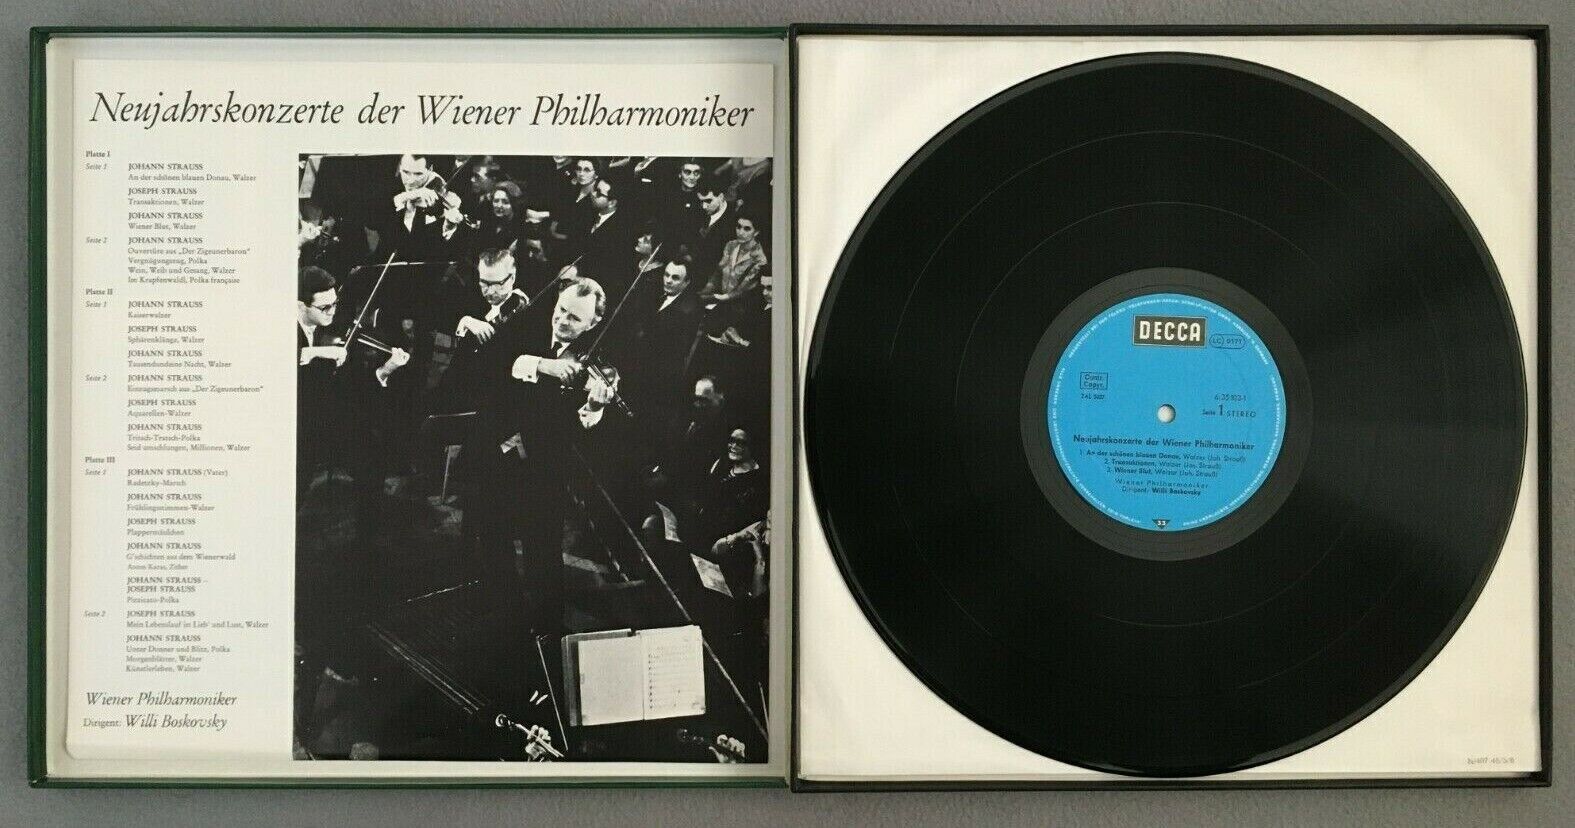 Neujahrskonzerte der Wiener Philharmoniker
Platte I
Seite 1 JOHANN STRAUSS
An der schönen blauen Donau, Walzer
JOSEPH STRAUSS
Transaktionen, Walzer
JOHANN STRAUSS
Wiener Blut, Walzer
Seite 2 JOHANN STRAUSS
Ouvertüre aus „Der Zigeunerbaron"
Vergnügungszug, Polka
Wein, Weib und Gesang, Walzer
Im Krapfenwaldl, Polka française
Platte II
Seite 1 JOHANN STRAUSS
Kaiserwalzer
JOSEPH STRAUSS
Sphärenklänge, Walzer
JOHANN STRAUSS
Tausendundeine Nacht, Walzer
Seite 2 JOHANN STRAUSS
Einzugsmarsch aus „Der Zigeunerbaron"
JOSEPH STRAUSS
Aquarellen-Walzer
JOHANN STRAUSS
Tritsch-Tratsch-Polka
Seid umschlungen, Millionen, Walzer
Platte III
Seite 1 JOHANN STRAUSS (Vater)
Radetzky-Marsch
JOHANN STRAUSS
Frühlingsstimmen-Walzer
JOSEPH STRAUSS
Plappermäulchen
JOHANN STRAUSS
G'schichten aus dem Wienerwald
Anton Karas, Zither
JOHANN STRAUSS –
JOSEPH STRAUSS
Pizzicato-Polka
Seite 2 JOSEPH STRAUSS
Mein Lebenslauf ist Lieb' und Lust, Walzer
JOHANN STRAUSS
Unter Donner und Blitz, Polka
Morgenblätter, Walzer
Künstlerleben, Walzer
Wiener Philharmoniker
Dirigent: Willi Boskovsky
DECCA
LC 0171
Contr.
Copyr.
6.35 103-1
Seite 1 STEREO
Neujahrskonzerte der Wiener Philharmoniker
1. An der schönen blauen Donau, Walzer (Joh. Strauß)
2. Transaktionen, Walzer (Jos. Strauß)
3. Wiener Blut, Walzer (Joh. Strauß)
Wiener Philharmoniker
Dirigent: Willi Boskovsky
33